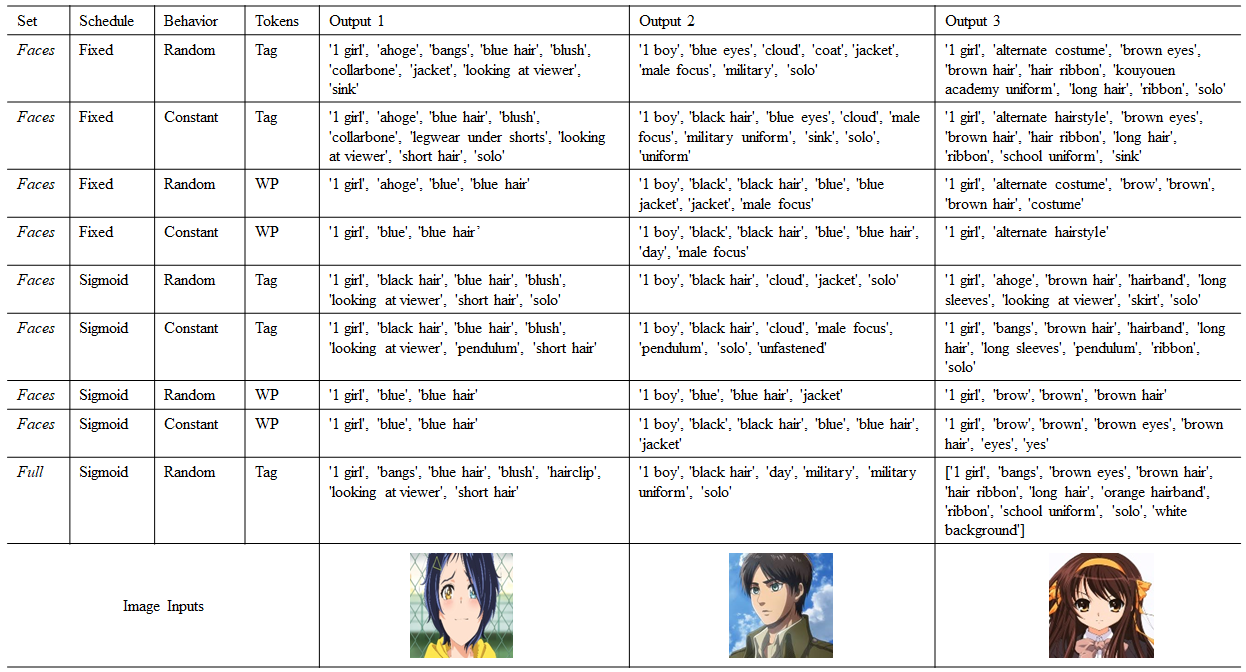 Set Schedule Behavior Tokens Output 1 Output 2 Output 3
Faces Fixed Random Tag '1 girl', 'ahoge', 'bangs', 'blue hair', 'blush', '1 boy', 'blue eyes', 'cloud', 'coat', 'jacket', '1 girl', 'alternate costume', 'brown eyes',
'collarbone', 'jacket', 'looking at viewer', 'male focus', 'military', 'solo' 'brown hair', 'hair ribbon', 'kouyouen
'sink' academy uniform', 'long hair', 'ribbon', 'solo'
Faces Fixed Constant Tag '1 girl', 'ahoge', 'blue hair', 'blush', '1 boy', 'black hair', 'blue eyes', 'cloud', 'male '1 girl', 'alternate hairstyle', 'brown eyes',
'collarbone', 'legwear under shorts', 'looking focus', 'military uniform', 'sink', 'solo', 'brown hair', 'hair ribbon', 'long hair',
at viewer', 'short hair', 'solo' 'uniform' 'ribbon', 'school uniform', 'sink'
Faces Fixed Random WP '1 girl', 'ahoge', 'blue', 'blue hair' '1 boy', 'black', 'black hair', 'blue', 'blue '1 girl', 'alternate costume', 'brow', 'brown',
jacket', 'jacket', 'male focus' 'brown hair', 'costume'
Faces Fixed Constant WP '1 girl', 'blue', 'blue hair’ '1 boy', 'black', 'black hair', 'blue', 'blue hair', '1 girl', 'alternate hairstyle'
'day', 'male focus'
Faces Sigmoid Random Tag '1 girl', 'black hair', 'blue hair', 'blush', '1 boy', 'black hair', 'cloud', 'jacket', 'solo' '1 girl', 'ahoge', 'brown hair', 'hairband', 'long
'looking at viewer', 'short hair', 'solo' sleeves', 'looking at viewer', 'skirt', 'solo'
Faces Sigmoid Constant Tag '1 girl', 'black hair', 'blue hair', 'blush', '1 boy', 'black hair', 'cloud', 'male focus', '1 girl', 'bangs', 'brown hair', 'hairband', 'long
'looking at viewer', 'pendulum', 'short hair' 'pendulum', 'solo', 'unfastened' hair', 'long sleeves', 'pendulum', 'ribbon',
'solo'
Faces Sigmoid Random WP '1 girl', 'blue', 'blue hair' '1 boy', 'blue', 'blue hair', 'jacket' '1 girl', 'brow', 'brown', 'brown hair'
Faces Sigmoid Constant WP '1 girl', 'blue', 'blue hair' '1 boy', 'black', 'black hair', 'blue', 'blue hair', '1 girl', 'brow', 'brown', 'brown eyes', 'brown
'jacket' hair', 'eyes', 'yes'
Full Sigmoid Random Tag '1 girl', 'bangs', 'blue hair', 'blush', 'hairclip', '1 boy', 'black hair', 'day', 'military', 'military ['1 girl', 'bangs', 'brown eyes', 'brown hair',
'looking at viewer', 'short hair' uniform', 'solo' 'hair ribbon', 'long hair', 'orange hairband',
'ribbon', 'school uniform', 'solo', 'white
background']
Image Inputs